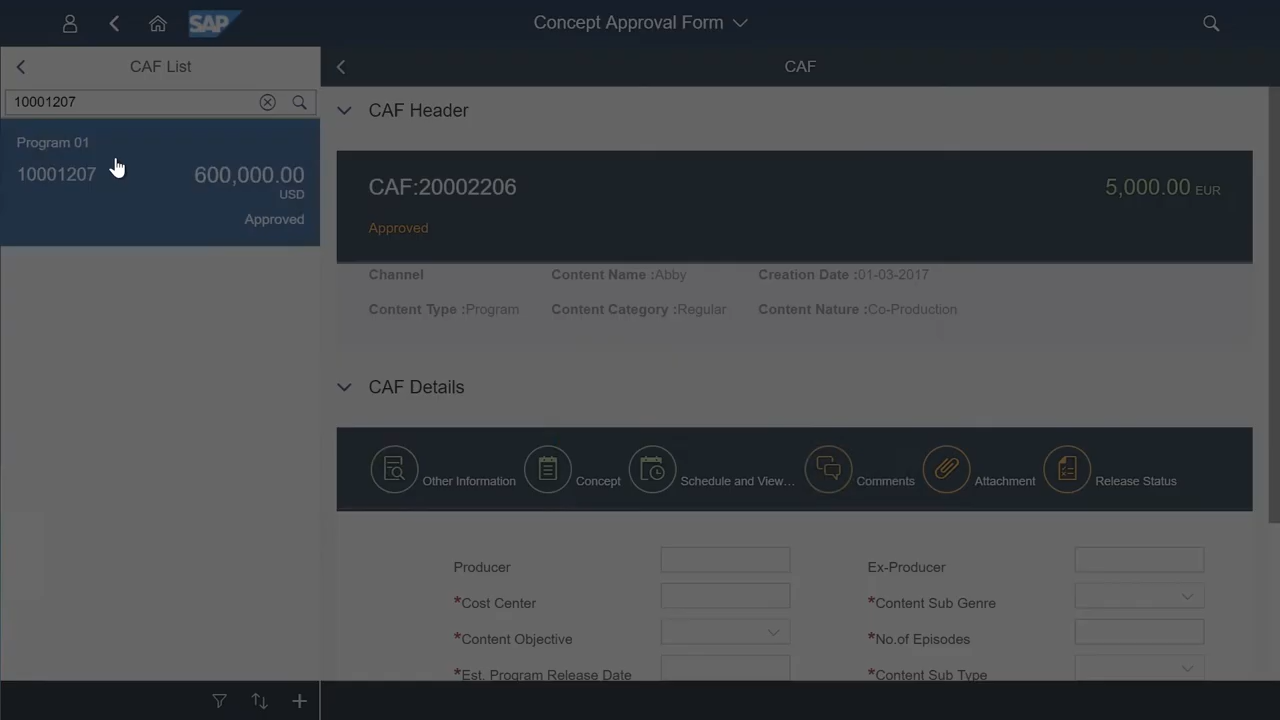 SAP
Concept Approval Form
CAF List
CAF
10001207
Program 01
10001207
600,000.00
USD
Approved
CAF Header
CAF:20002206
5,000.00 EUR
Approved
Channel
Content Name :Abby
Creation Date :01-03-2017
Content Type :Program
Content Category :Regular
Content Nature :Co-Production
CAF Details
Other Information
Concept
Schedule and View...
Comments
Attachment
Release Status
Producer
Ex-Producer
*Cost Center
*Content Sub Genre
*Content Objective
*No.of Episodes
*Est. Program Release Date
*Content Sub Type